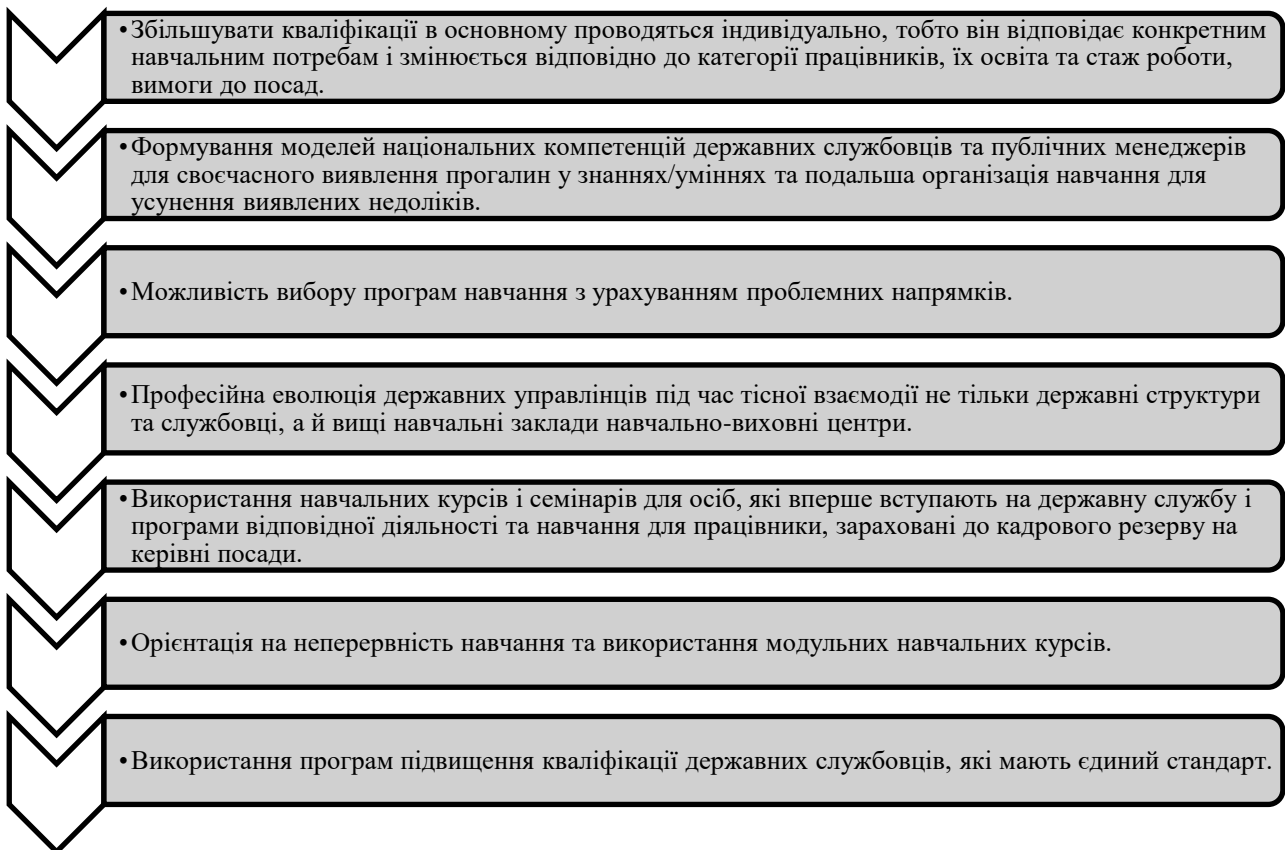 •Збільшувати кваліфікації в основному проводяться індивідуально, тобто він відповідає конкретним
навчальним потребам і змінюється відповідно до категорії працівників, їх освіта та стаж роботи,
вимоги до посад.
•Формування моделей національних компетенцій державних службовців та публічних менеджерів
для своєчасного виявлення прогалин у знаннях/уміннях та подальша організація навчання для
усунення виявлених недоліків.
•Можливість вибору програм навчання з урахуванням проблемних напрямків.
•Професійна еволюція державних управлінців під час тісної взаємодії не тільки державні структури
та службовці, а й вищі навчальні заклади навчально-виховні центри.
•Використання навчальних курсів і семінарів для осіб, які вперше вступають на державну службу і
програми відповідної діяльності та навчання для працівники, зараховані до кадрового резерву на
керівні посади.
•Орієнтація на неперервність навчання та використання модульних навчальних курсів.
•Використання програм підвищення кваліфікації державних службовців, які мають єдиний стандарт.